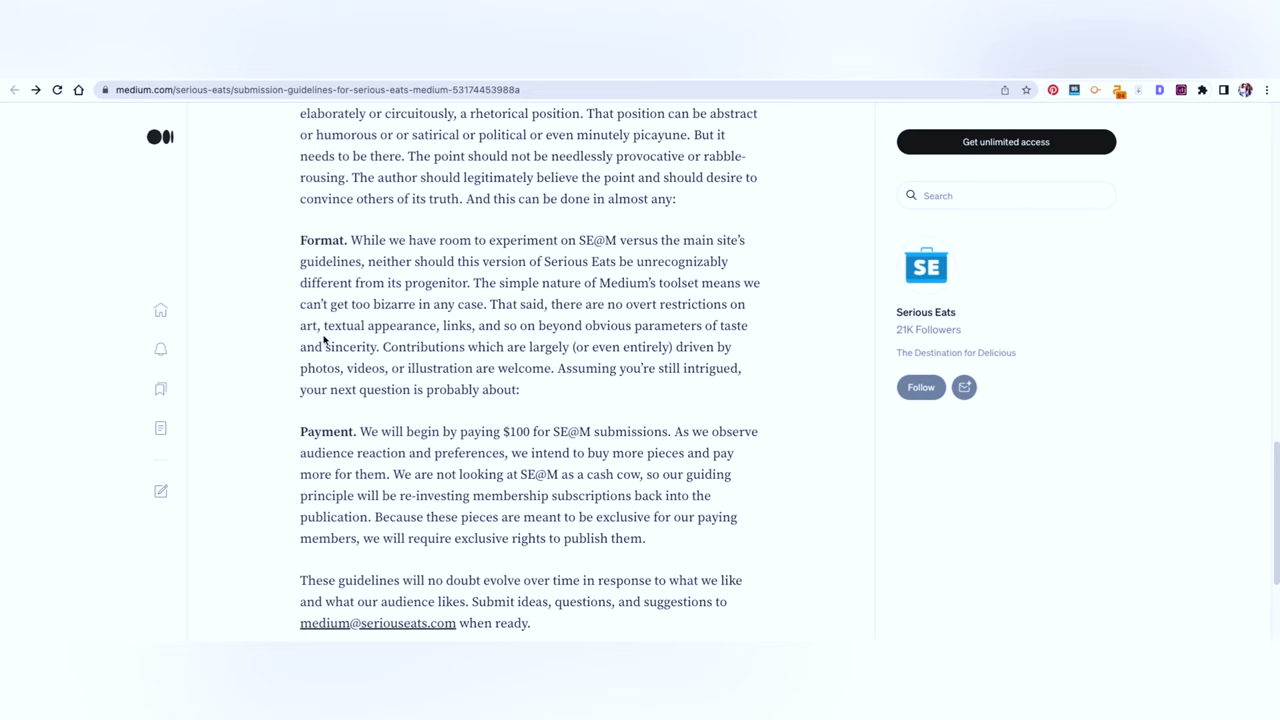 medium.com/serious-eats/submission-guidelines-for-serious-eats-medium-53174453988a
elaborately or circuitously, a rhetorical position. That position can be abstract
or humorous or or satirical or political or even minutely picayune. But it
needs to be there. The point should not be needlessly provocative or rabble-
rousing. The author should legitimately believe the point and should desire to
convince others of its truth. And this can be done in almost any:
Format. While we have room to experiment on SE@M versus the main site's
guidelines, neither should this version of Serious Eats be unrecognizably
different from its progenitor. The simple nature of Medium's toolset means we
can't get too bizarre in any case. That said, there are no overt restrictions on
art, textual appearance, links, and so on beyond obvious parameters of taste
and sincerity. Contributions which are largely (or even entirely) driven by
photos, videos, or illustration are welcome. Assuming you're still intrigued,
your next question is probably about:
Payment. We will begin by paying $100 for SE@M submissions. As we observe
audience reaction and preferences, we intend to buy more pieces and pay
more for them. We are not looking at SE@M as a cash cow, so our guiding
principle will be re-investing membership subscriptions back into the
publication. Because these pieces are meant to be exclusive for our paying
members, we will require exclusive rights to publish them.
These guidelines will no doubt evolve over time in response to what we like
and what our audience likes. Submit ideas, questions, and suggestions to
medium@seriouseats.com when ready.
Get unlimited access
Search
SE
Serious Eats
21K Followers
The Destination for Delicious
Follow